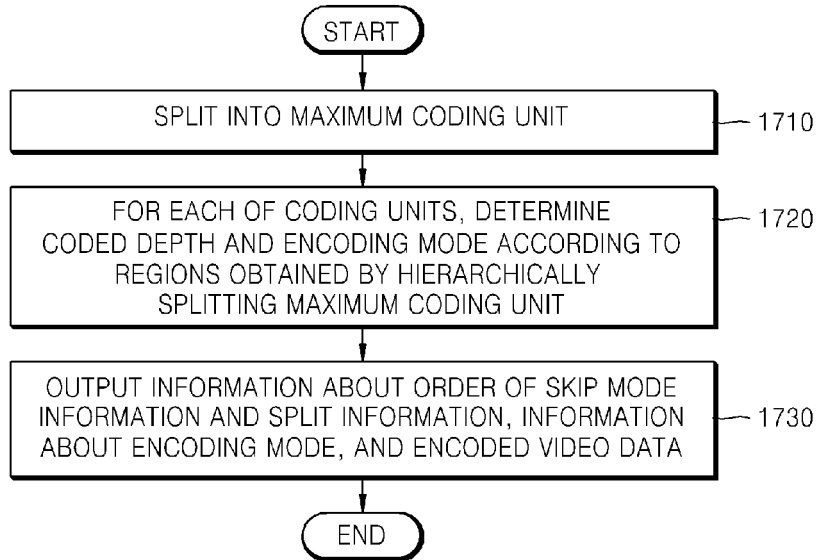 START
SPLIT INTO MAXIMUM CODING UNIT
1710
FOR EACH OF CODING UNITS, DETERMINE
CODED DEPTH AND ENCODING MODE ACCORDING TO
REGIONS OBTAINED BY HIERARCHICALLY
SPLITTING MAXIMUM CODING UNIT
1720
OUTPUT INFORMATION ABOUT ORDER OF SKIP MODE
INFORMATION AND SPLIT INFORMATION, INFORMATION
ABOUT ENCODING MODE, AND ENCODED VIDEO DATA
1730
END